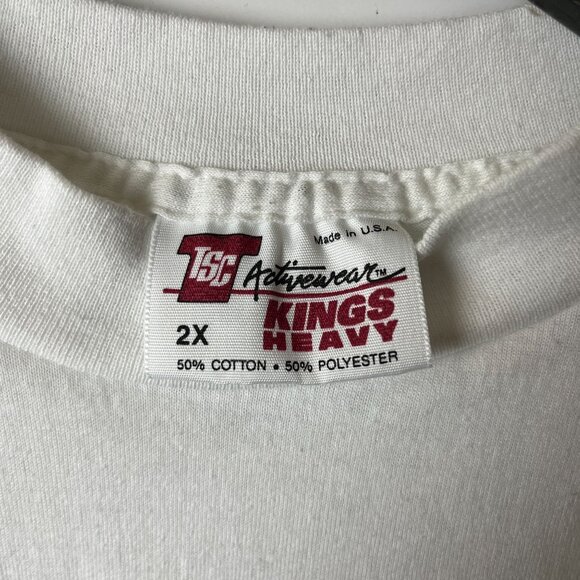 Made in U.S.A.
TSC Activewear™
KINGS
2X HEAVY
50% COTTON • 50% POLYESTER